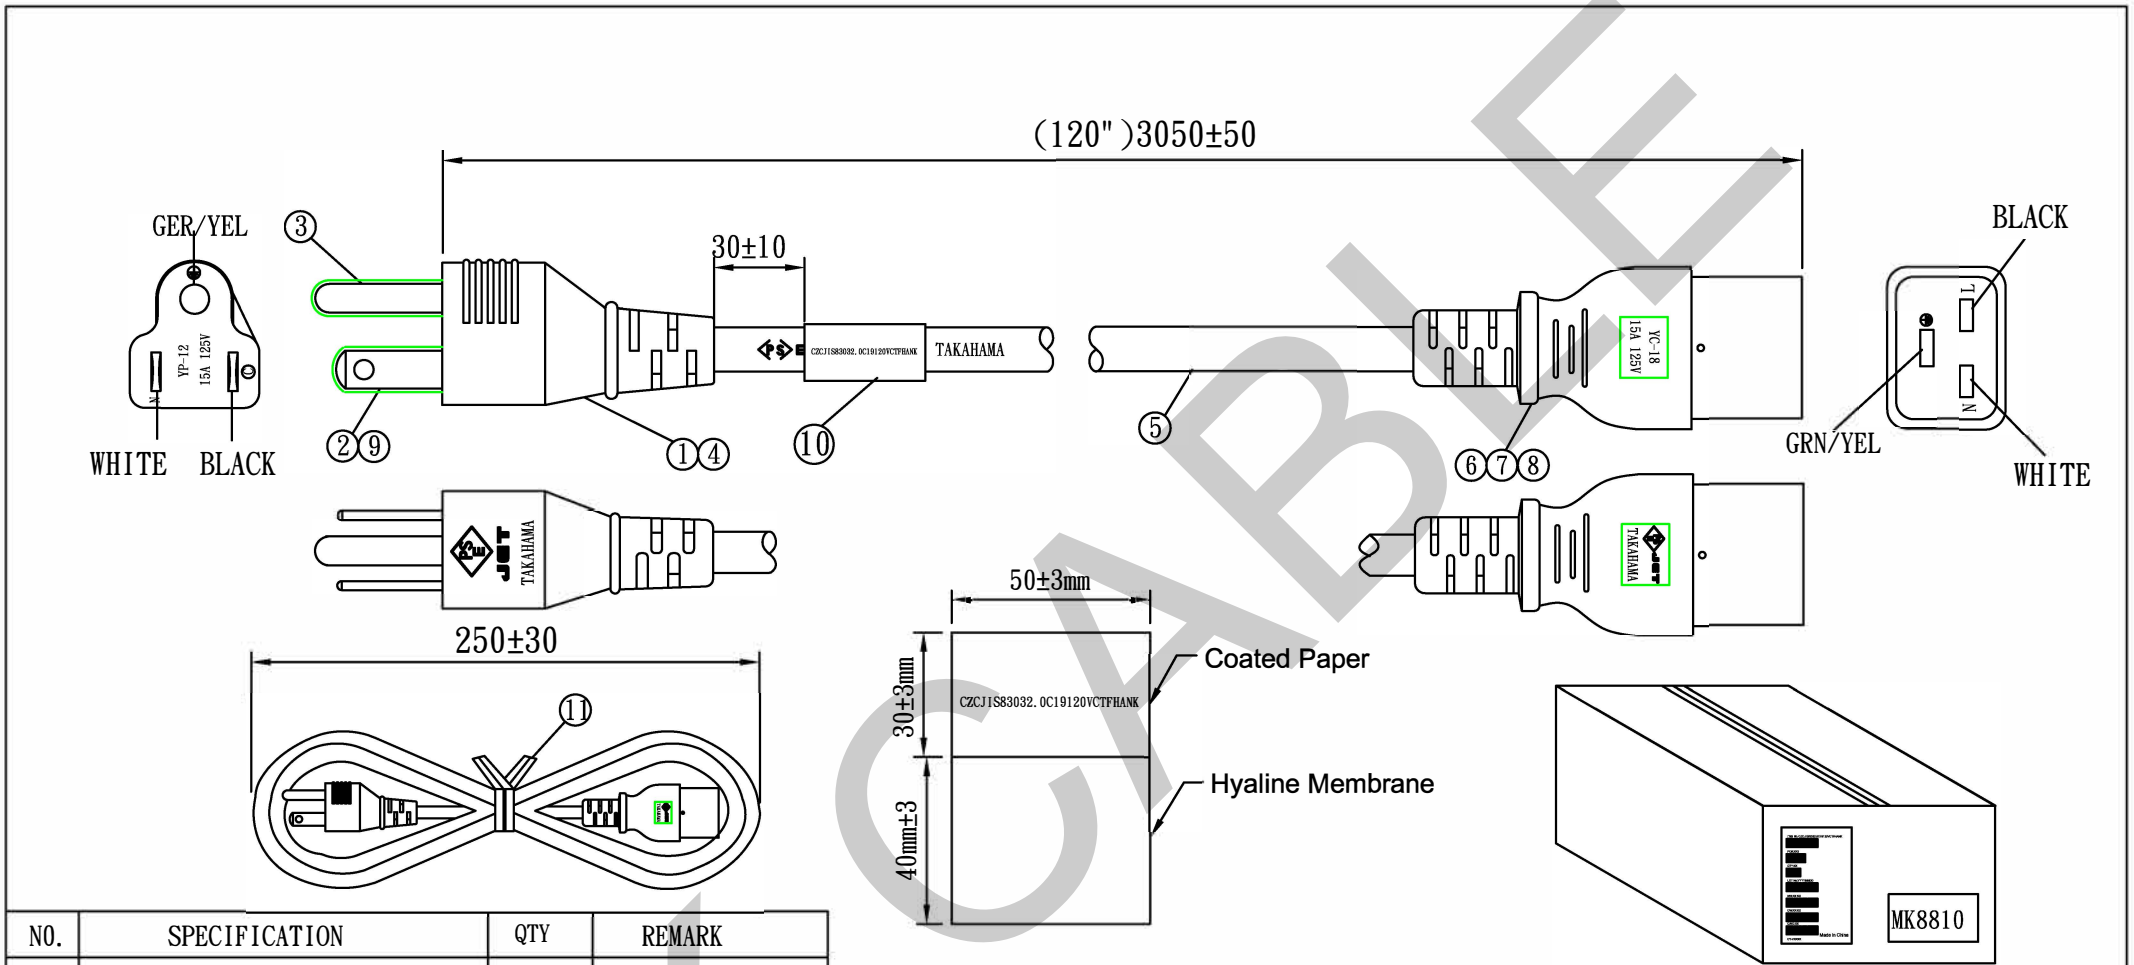 (120")3050±50
GER/YEL
③
30±10
BLACK
YP-12
15A 125V
N
PSE
CZCJIS83032.0C19120VCTFHANK
TAKAHAMA
YC-18
15A 125V
L
N
② ⑨
① ④
⑩
⑤
⑥ ⑦ ⑧
GRN/YEL
WHITE
WHITE BLACK
PSE
JET
TAKAHAMA
JET
TAKAHAMA
250±30
⑪
50±3mm
30±3mm
CZCJIS83032.0C19120VCTFHANK
Coated Paper
40mm±3
Hyaline Membrane
Made In China
MK8810
NO. SPECIFICATION QTY REMARK
CABLE